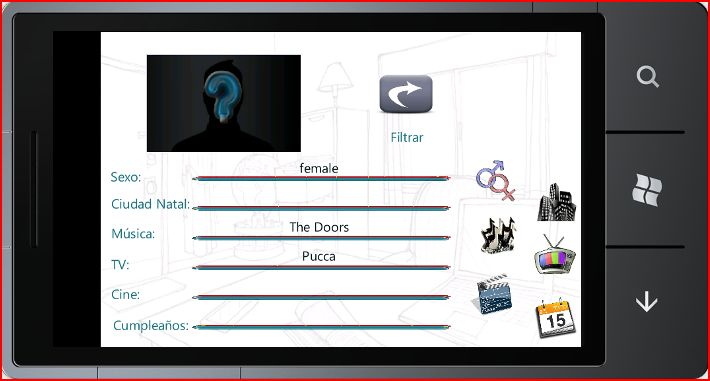 Filtrar
Sexo: female
Ciudad Natal:
Música: The Doors
TV: Pucca
Cine:
Cumpleaños:
15